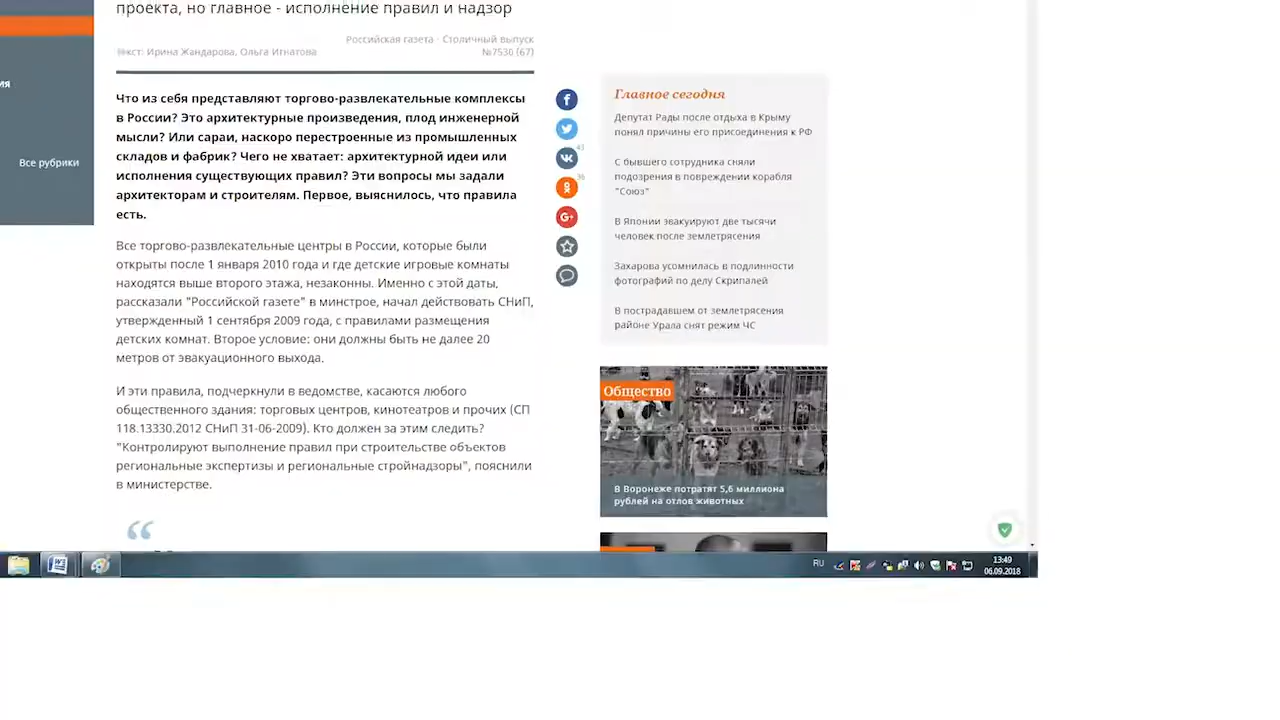 проекта, но главное - исполнение правил и надзор
Российская газета - Столичный выпуск
№7530 (67)
Текст: Ирина Жандарова, Ольга Игнатова
ия
Все рубрики
Что из себя представляют торгово-развлекательные комплексы
в России? Это архитектурные произведения, плод инженерной
мысли? Или сараи, наскоро перестроенные из промышленных
складов и фабрик? Чего не хватает: архитектурной идеи или
исполнения существующих правил? Эти вопросы мы задали
архитекторам и строителям. Первое, выяснилось, что правила
есть.
Все торгово-развлекательные центры в России, которые были
открыты после 1 января 2010 года и где детские игровые комнаты
находятся выше второго этажа, незаконны. Именно с этой даты,
рассказали "Российской газете" в минстрое, начал действовать СНиП,
утвержденный 1 сентября 2009 года, с правилами размещения
детских комнат. Второе условие: они должны быть не далее 20
метров от эвакуационного выхода.
И эти правила, подчеркнули в ведомстве, касаются любого
общественного здания: торговых центров, кинотеатров и прочих (СП
118.13330.2012 СНиП 31-06-2009). Кто должен за этим следить?
"Контролируют выполнение правил при строительстве объектов
региональные экспертизы и региональные стройнадзоры", пояснили
в министерстве.
43
36
Главное сегодня
Депутат Рады после отдыха в Крыму
понял причины его присоединения к РФ
С бывшего сотрудника сняли
подозрения в повреждении корабля
"Союз"
В Японии эвакуируют две тысячи
человек после землетрясения
Захарова усомнилась в подлинности
фотографий по делу Скрипалей
В пострадавшем от землетрясения
районе Урала снят режим ЧС
Общество
В Воронеже потратят 5,6 миллиона
рублей на отлов животных
RU
13:49
06.09.2018